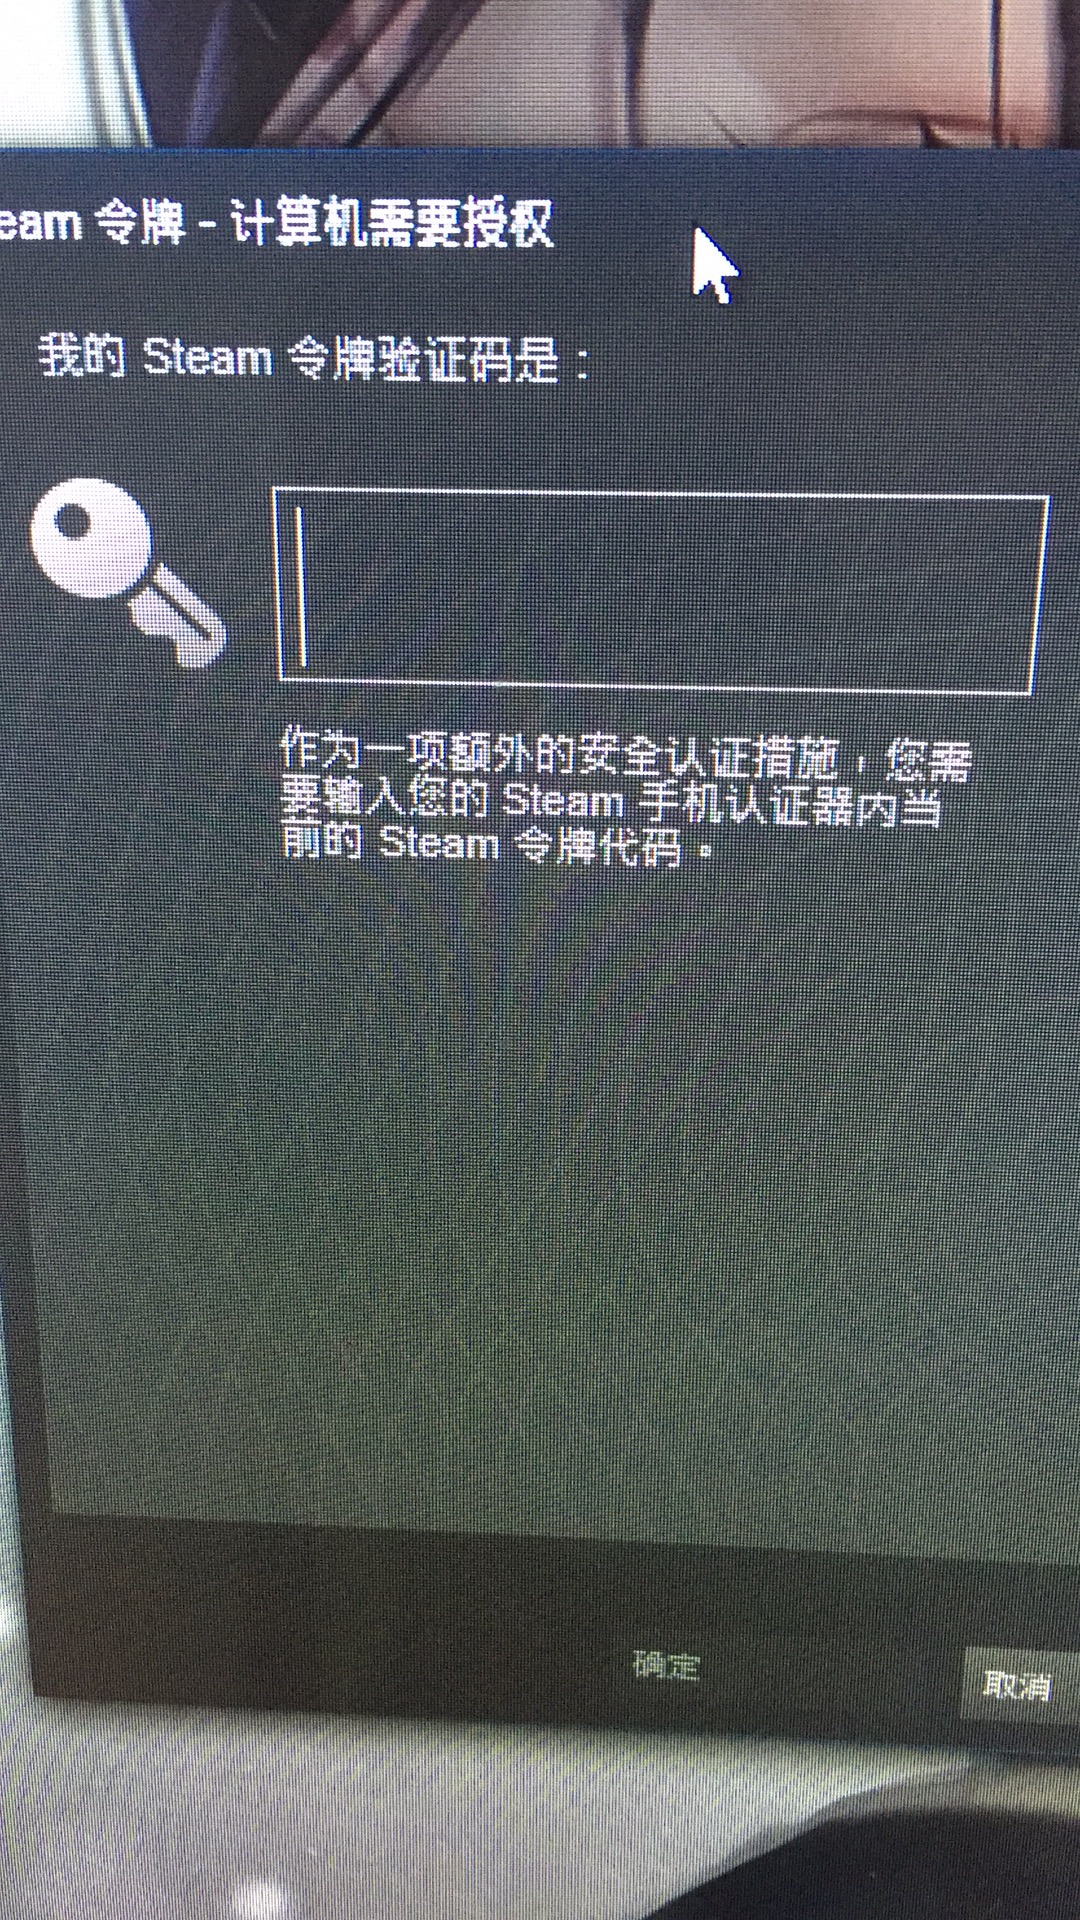 eam 令牌 - 计算机需要授权
我的 Steam 令牌验证码是：
作为一项额外的安全认证措施，您需
要输入您的 Steam 手机认证器内当
前的 Steam 令牌代码。
确定
取消